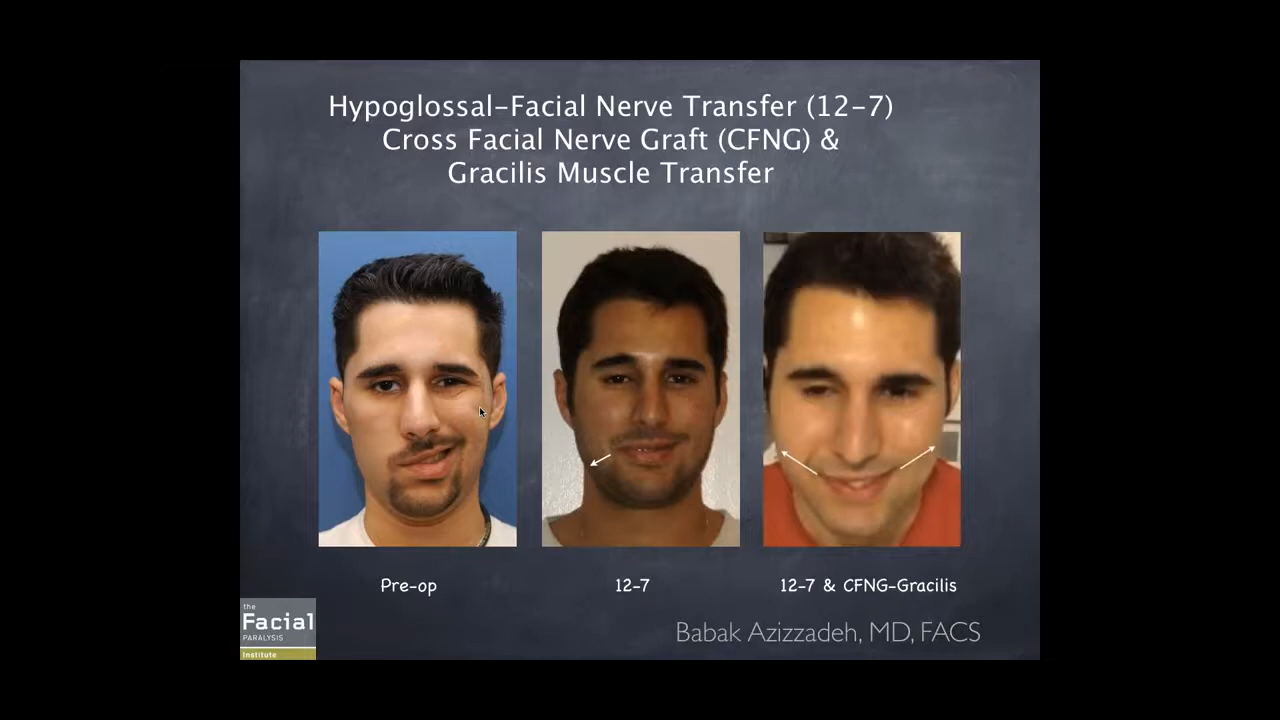 Hypoglossal-Facial Nerve Transfer (12-7)
Cross Facial Nerve Graft (CFNG) &
Gracilis Muscle Transfer
Pre-op
12-7
12-7 & CFNG-Gracilis
the
Facial
PARALYSIS
Institute
Babak Azizzadeh, MD, FACS